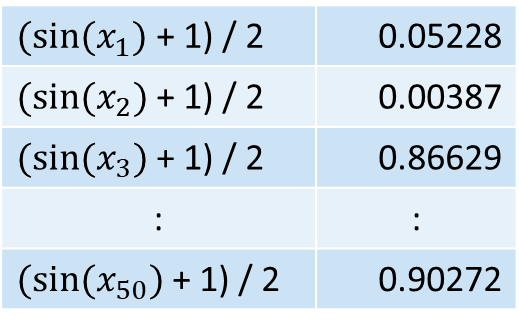 (sin(x₁) + 1) / 2 0.05228
(sin(x₂) + 1) / 2 0.00387
(sin(x₃) + 1) / 2 0.86629
: :
(sin(x₅₀) + 1) / 2 0.90272